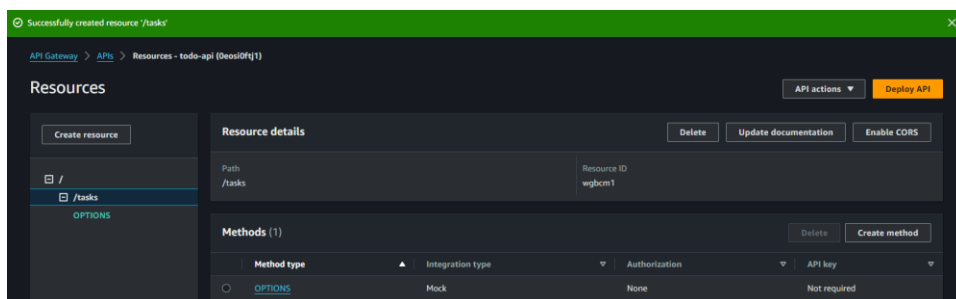 Successfully created resource '/tasks'
API Gateway > APIs > Resources - todo-api (0eosi0ftj1)
Resources
API actions ▼
Deploy API
Create resource
/
/tasks
OPTIONS
Resource details
Delete
Update documentation
Enable CORS
Path
/tasks
Resource ID
wgbcm1
Methods (1)
Delete
Create method
Method type
Integration type
Authorization
API key
OPTIONS
Mock
None
Not required